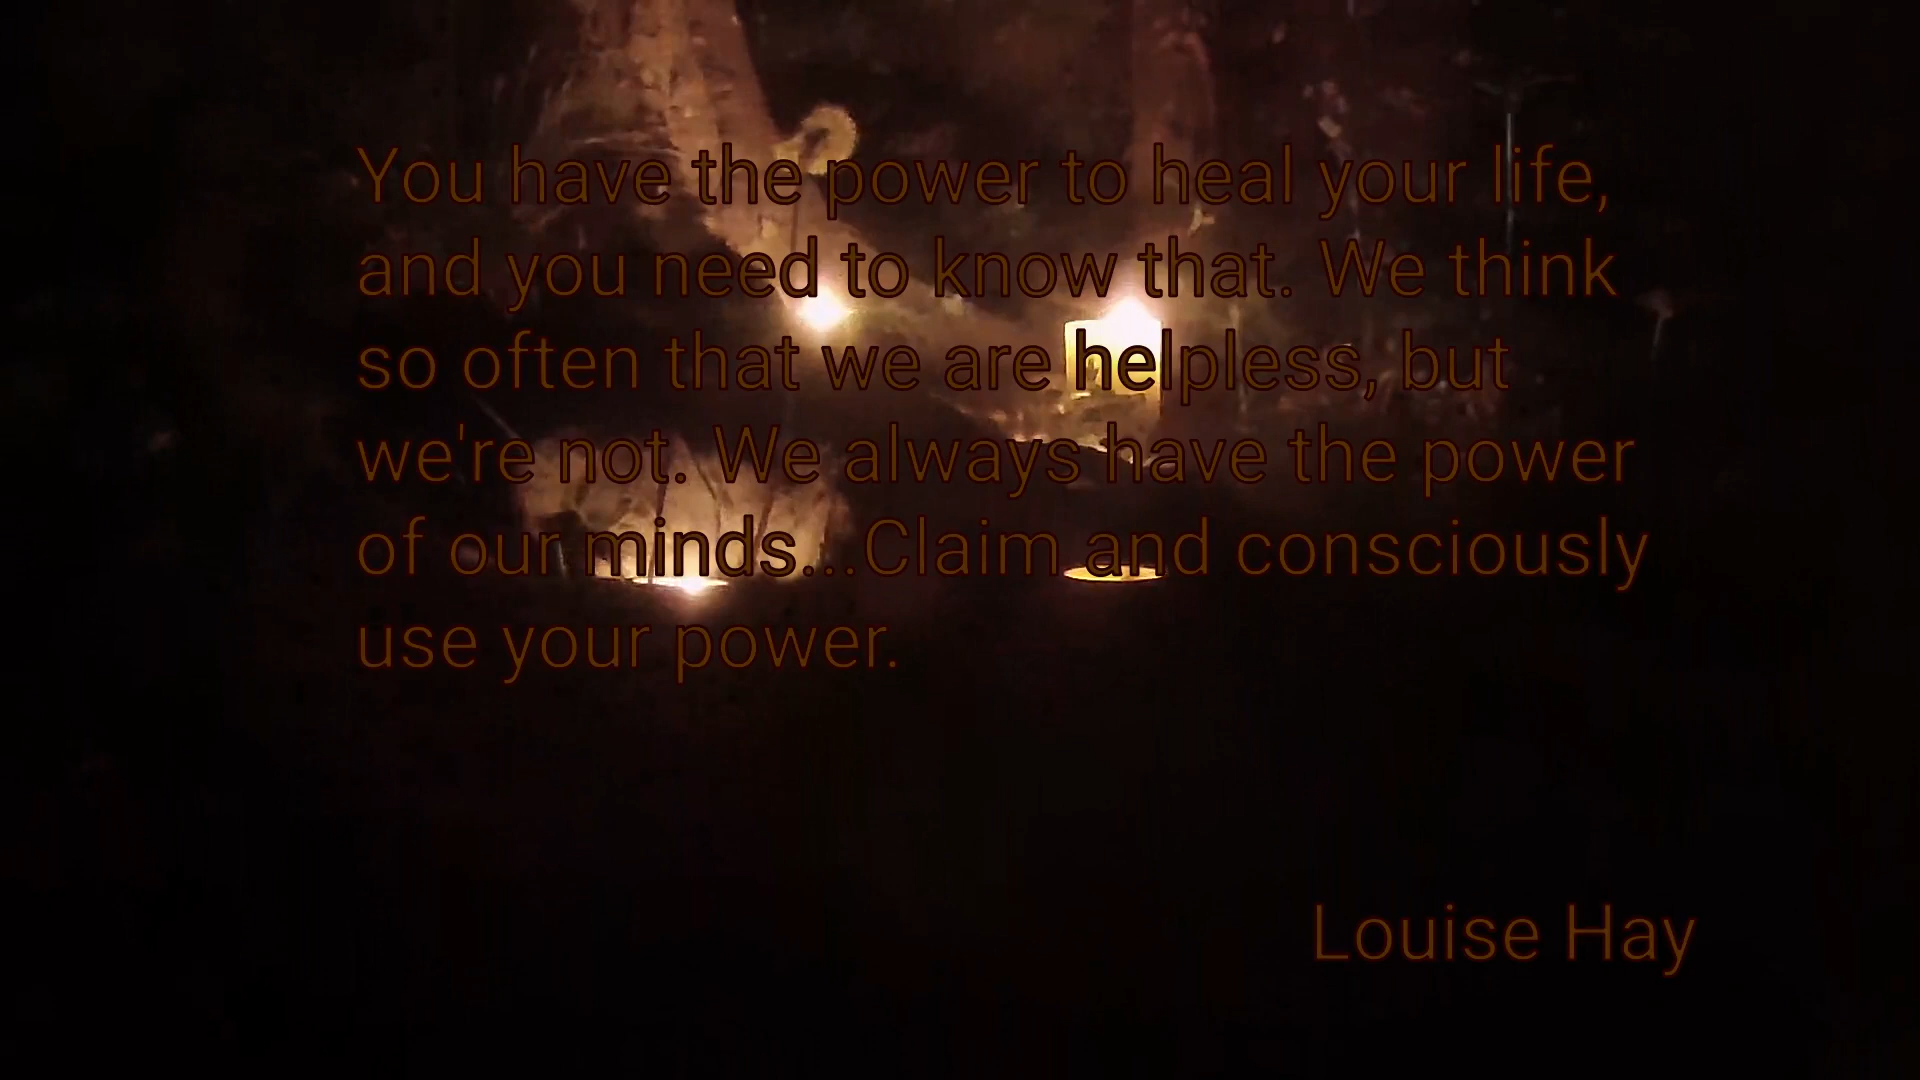 You have the power to heal your life,
and you need to know that. We think
so often that we are helpless, but
we're not. We always have the power
of our minds...Claim and consciously
use your power.
Louise Hay